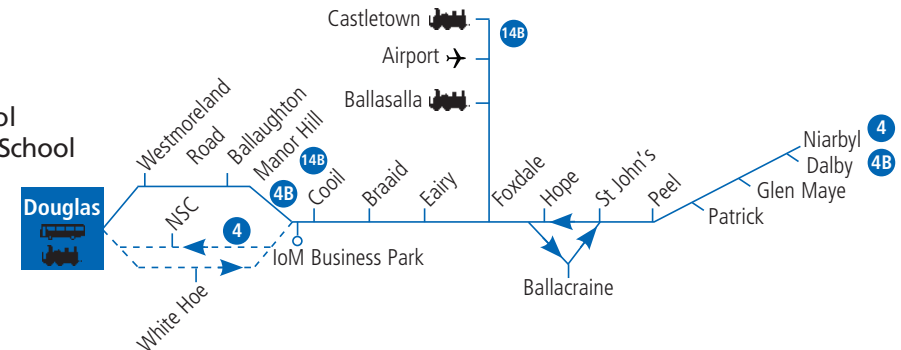 Castletown
14B
Airport
Ballasalla
School
Westmoreland
Road
Ballaughton
Manor Hill
14B
4B
Cooil
Braaid
Eairy
Foxdale
Hope
St John's
Peel
Niarbyl
4
Dalby
4B
Glen Maye
Patrick
Douglas
NSC
4
IoM Business Park
White Hoe
Ballacraine